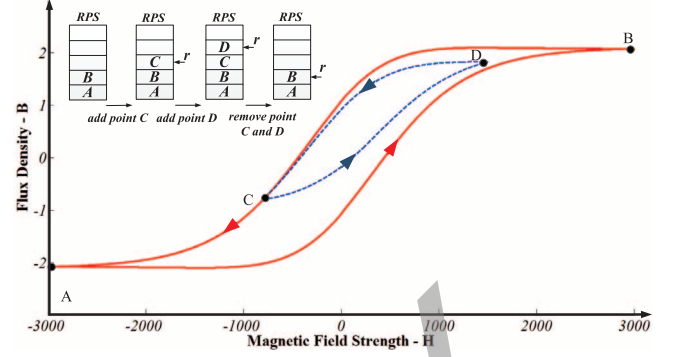 RPS RPS RPS RPS
D r
C r C
B B B B r
A A A A
add point C add point D remove point
C and D
B
D
C
A
Flux Density - B
2
1
0
-1
-2
-3000 -2000 -1000 0 1000 2000 3000
Magnetic Field Strength - H